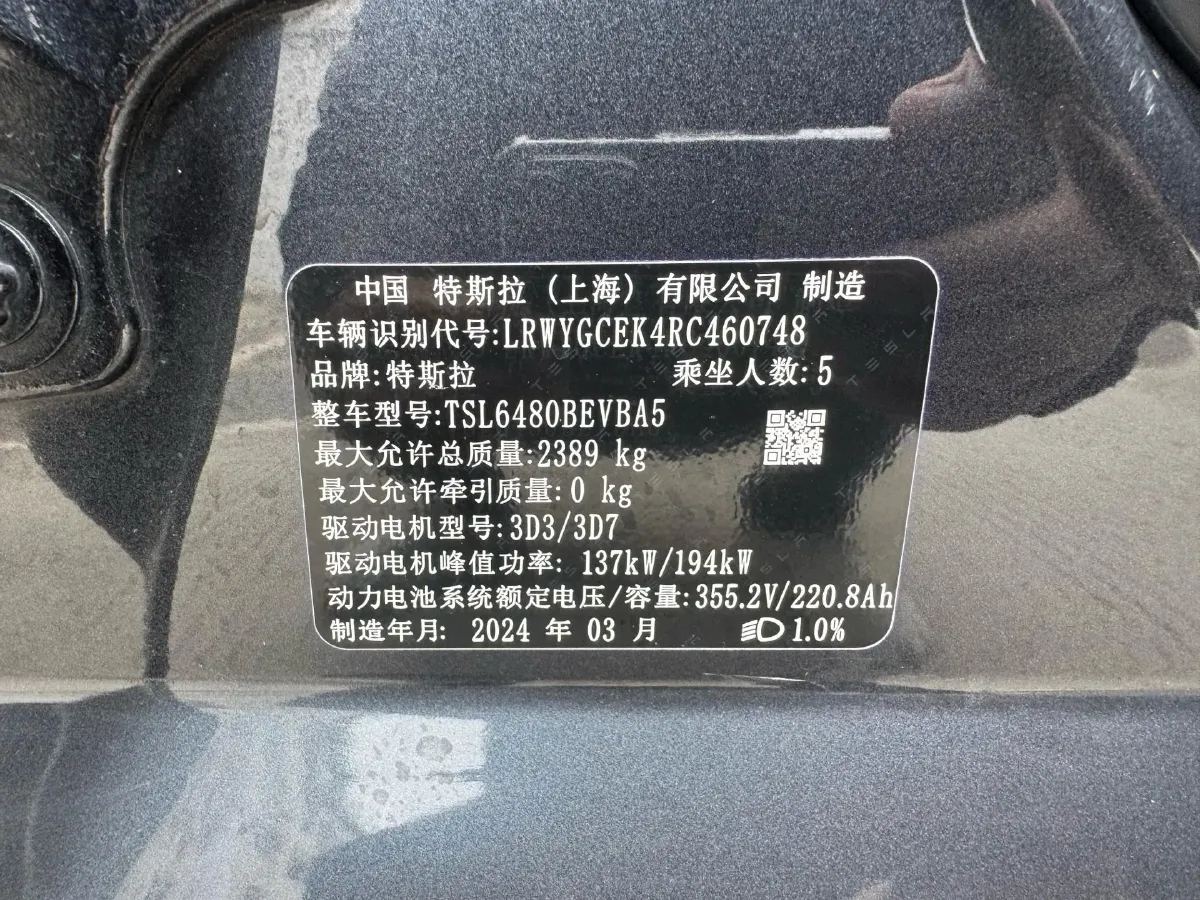 中国 特斯拉 (上海) 有限公司 制造
车辆识别代号:LRWYGCEK4RC460748
品牌:特斯拉 乘坐人数:5
整车型号:TSL6480BEVBA5
最大允许总质量:2389 kg
最大允许牵引质量:0 kg
驱动电机型号:3D3/3D7
驱动电机峰值功率: 137kW/194kW
动力电池系统额定电压/容量:355.2V/220.8Ah
制造年月: 2024 年 03 月 1.0%